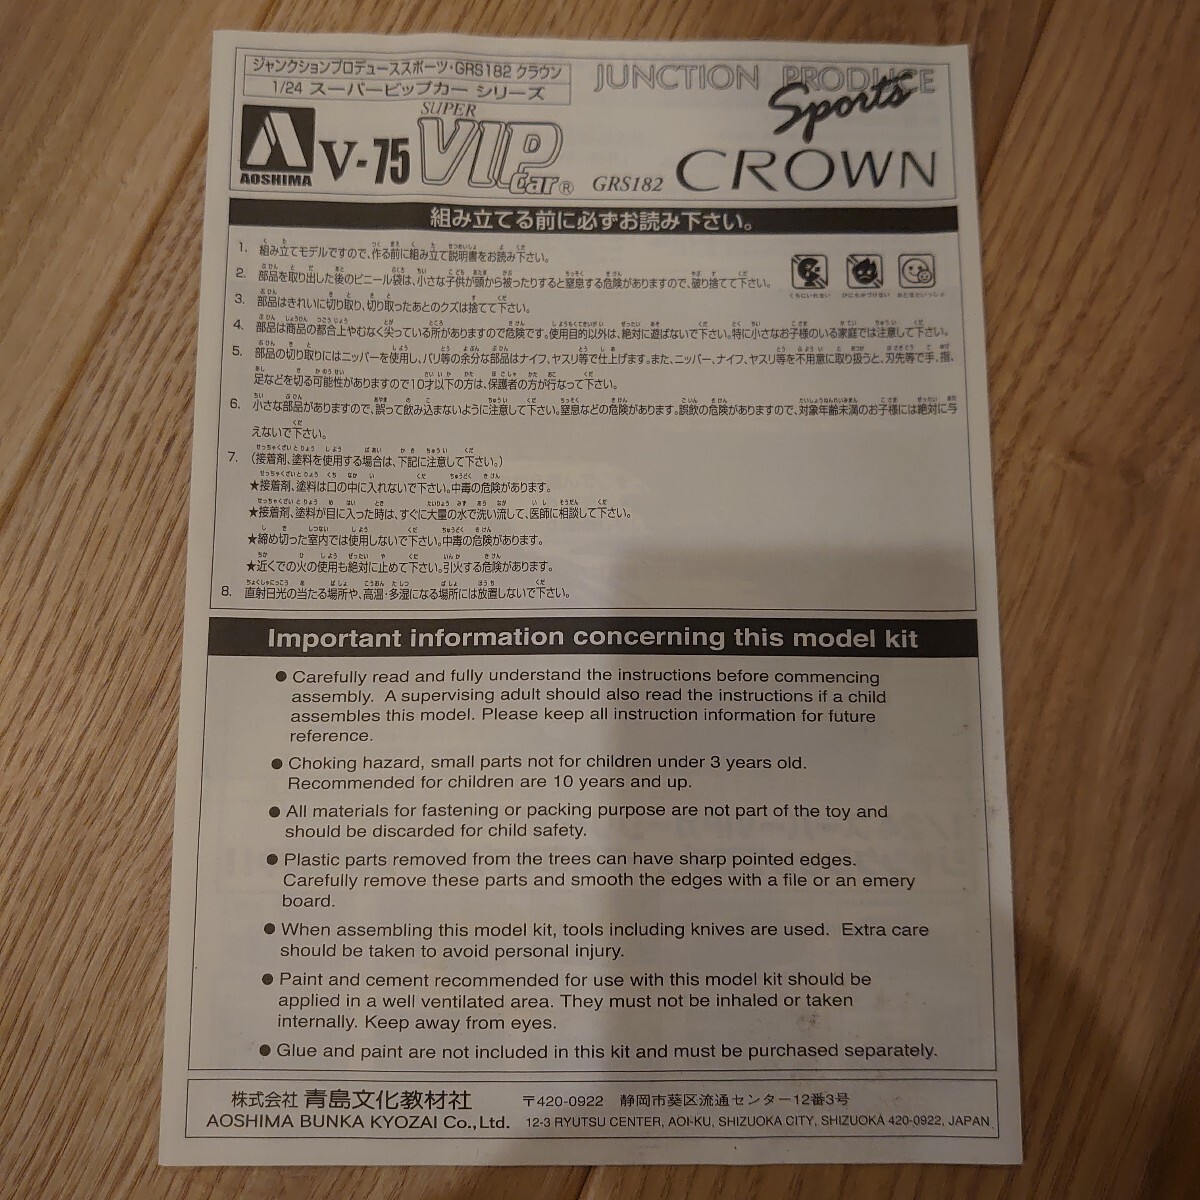 ジャンクションプロデューススポーツ・GRS182 クラウン
1/24 スーパービップカー シリーズ
JUNCTION PRODUCE
Sports
AOSHIMA
V-75
SUPER
VIP
car®
GRS182 CROWN
組み立てる前に必ずお読み下さい。
1. 組み立てモデルですので、作る前に組み立て説明書をお読み下さい。
2. 部品を取り出した後のビニール袋は、小さな子供が頭から被ったりすると窒息する危険がありますので、破り捨てて下さい。
3. 部品はきれいに切り取り、切り取ったあとのクズは捨てて下さい。
4. 部品は商品の都合上やむなく尖っている所がありますので危険です。使用目的以外は、絶対に遊ばないで下さい。特に小さなお子様のいる家庭では注意して下さい。
5. 部品の切り取りにはニッパーを使用し、バリ等の余分な部品はナイフ、ヤスリ等で仕上げます。また、ニッパー、ナイフ、ヤスリ等を不用意に取り扱うと、刃先等で手、指、
足などを切る可能性がありますので10才以下の方は、保護者の方が行なって下さい。
6. 小さな部品がありますので、誤って飲み込まないように注意して下さい。窒息などの危険があります。誤飲の危険がありますので、対象年齢未満のお子様には絶対に与
えないで下さい。
7. (接着剤、塗料を使用する場合は、下記に注意して下さい。)
★接着剤、塗料は口の中に入れないで下さい。中毒の危険があります。
★接着剤、塗料が目に入った時は、すぐに大量の水で洗い流して、医師に相談して下さい。
★締め切った室内では使用しないで下さい。中毒の危険があります。
★近くでの火の使用も絶対に止めて下さい。引火する危険があります。
8. 直射日光の当たる場所や、高温・多湿になる場所には放置しないで下さい。
Important information concerning this model kit
● Carefully read and fully understand the instructions before commencing
assembly. A supervising adult should also read the instructions if a child
assembles this model. Please keep all instruction information for future
reference.
● Choking hazard, small parts not for children under 3 years old.
Recommended for children are 10 years and up.
● All materials for fastening or packing purpose are not part of the toy and
should be discarded for child safety.
● Plastic parts removed from the trees can have sharp pointed edges.
Carefully remove these parts and smooth the edges with a file or an emery
board.
● When assembling this model kit, tools including knives are used. Extra care
should be taken to avoid personal injury.
● Paint and cement recommended for use with this model kit should be
applied in a well ventilated area. They must not be inhaled or taken
internally. Keep away from eyes.
● Glue and paint are not included in this kit and must be purchased separately.
株式会社 青島文化教材社 〒420-0922 静岡市葵区流通センター12番3号
AOSHIMA BUNKA KYOZAI Co.,Ltd. 12-3 RYUTSU CENTER, AOI-KU, SHIZUOKA CITY, SHIZUOKA 420-0922, JAPAN